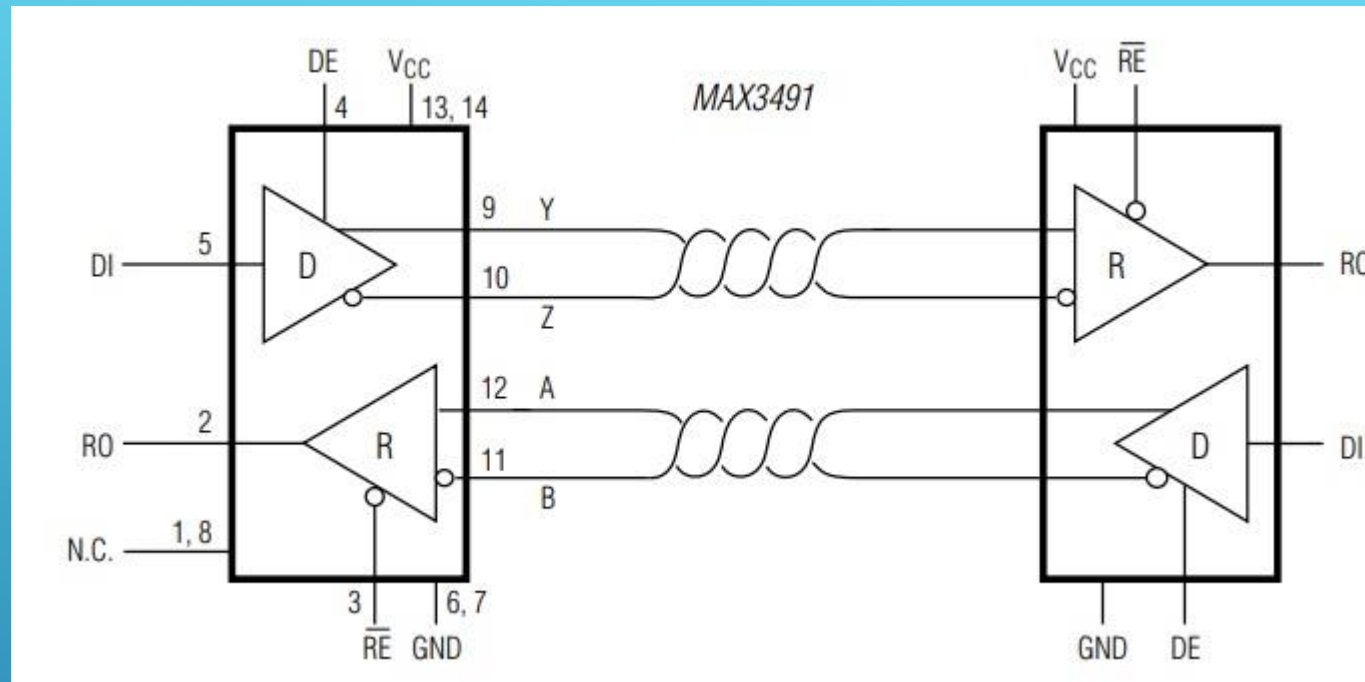 DE VCC VCC RE
4 13, 14 MAX3491
9 Y
DI 5 D R
10
Z
12 A
RO 2 R D DI
11
B
N.C. 1, 8
3 6, 7
RE GND GND DE